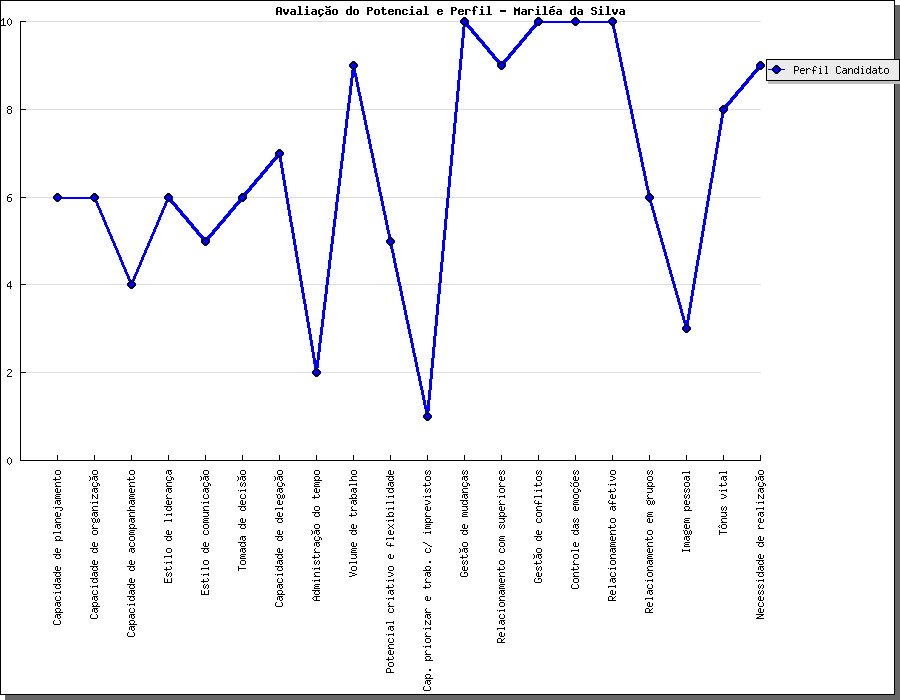 Avaliação do Potencial e Perfil - Mariléa da Silva
10
8
6
4
2
0
Perfil Candidato
Capacidade de planejamento
Capacidade de organização
Capacidade de acompanhamento
Estilo de liderança
Estilo de comunicação
Tomada de decisão
Capacidade de delegação
Administração do tempo
Volume de trabalho
Potencial criativo e flexibilidade
Cap. priorizar e trab. c/ imprevistos
Gestão de mudanças
Relacionamento com superiores
Gestão de conflitos
Controle das emoções
Relacionamento afetivo
Relacionamento em grupos
Imagem pessoal
Tônus vital
Necessidade de realização